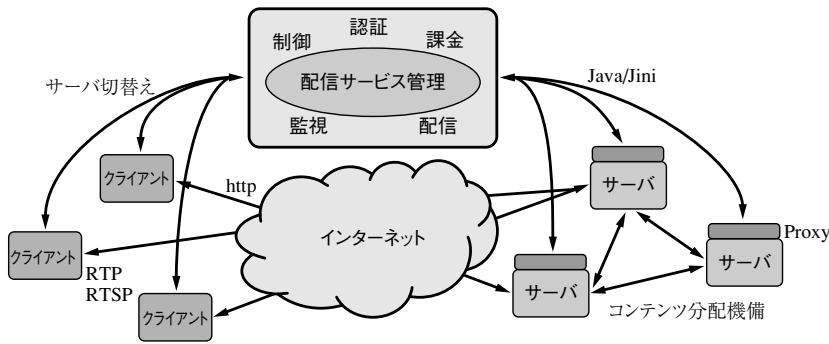 認証
制御
課金
配信サービス管理
監視
配信
サーバ切替え
Java/Jini
クライアント
http
サーバ
インターネット
クライアント
RTP
RTSP
サーバ
Proxy
クライアント
サーバ
コンテンツ分配機備